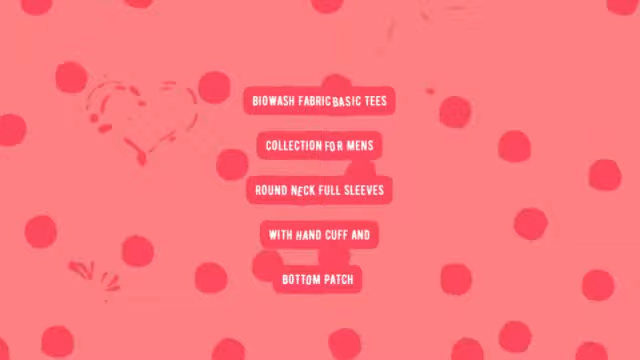 BIOWASH FABRIC BASIC TEES
COLLECTION FOR MENS
ROUND NECK FULL SLEEVES
WITH HAND CUFF AND
BOTTOM PATCH